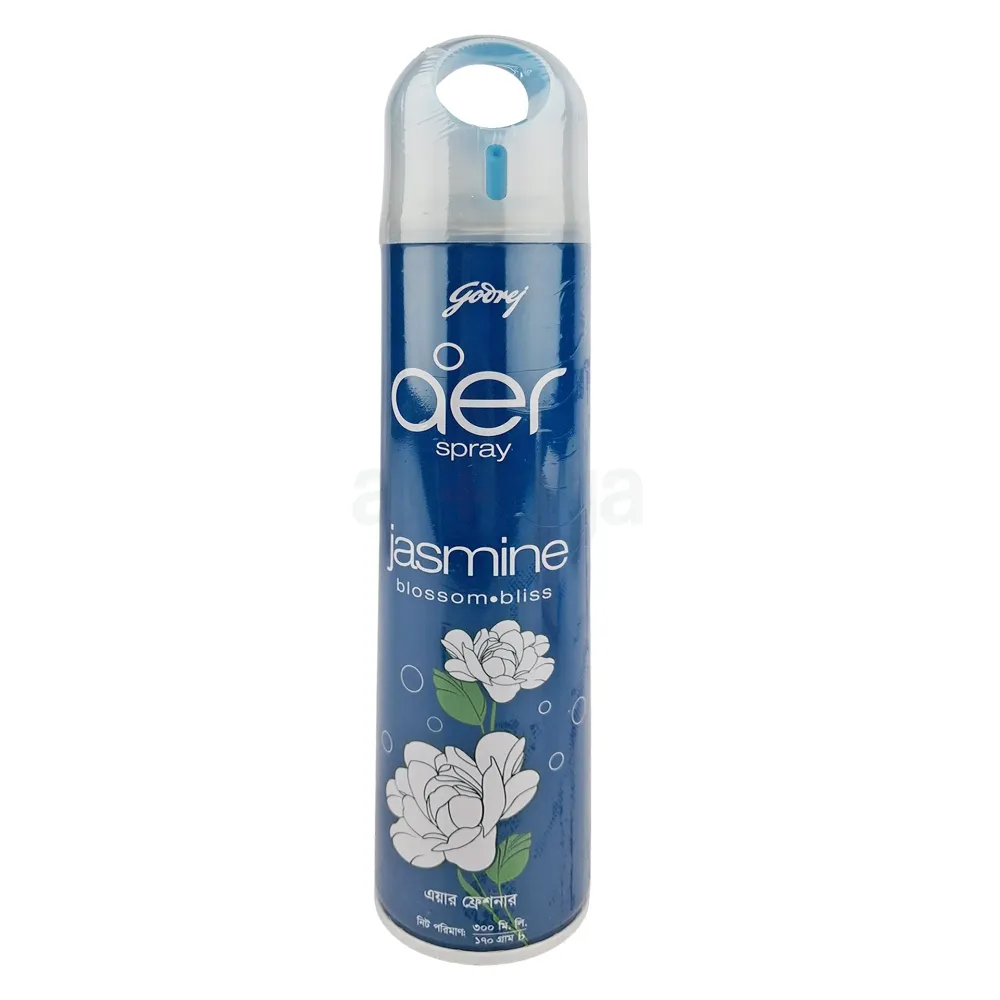 Godrej
aer
spray
jasmine
blossom•bliss
এয়ার ফ্রেশনার
নিট পরিমাণ: ৩০০ মি. লি.
১৭০ গ্রাম ৳